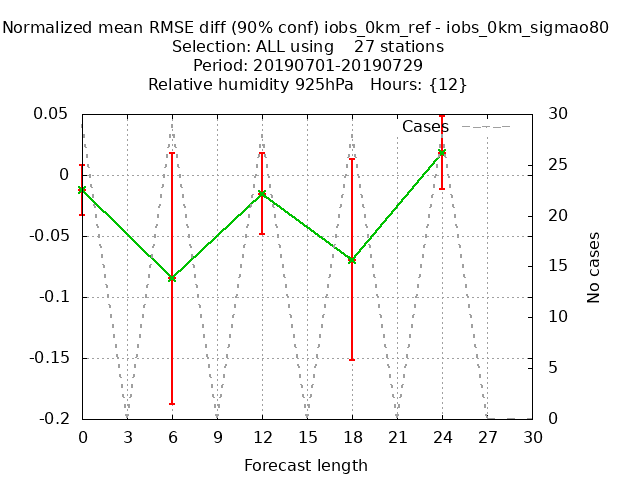 Normalized mean RMSE diff (90% conf) iobs_0km_ref - iobs_0km_sigmao80
Selection: ALL using    27 stations
Period: 20190701-20190729
Relative humidity 925hPa   Hours: {12}
Cases
0.05
0
-0.05
-0.1
-0.15
-0.2
30
25
20
15
10
5
0
No cases
0 3 6 9 12 15 18 21 24 27 30
Forecast length